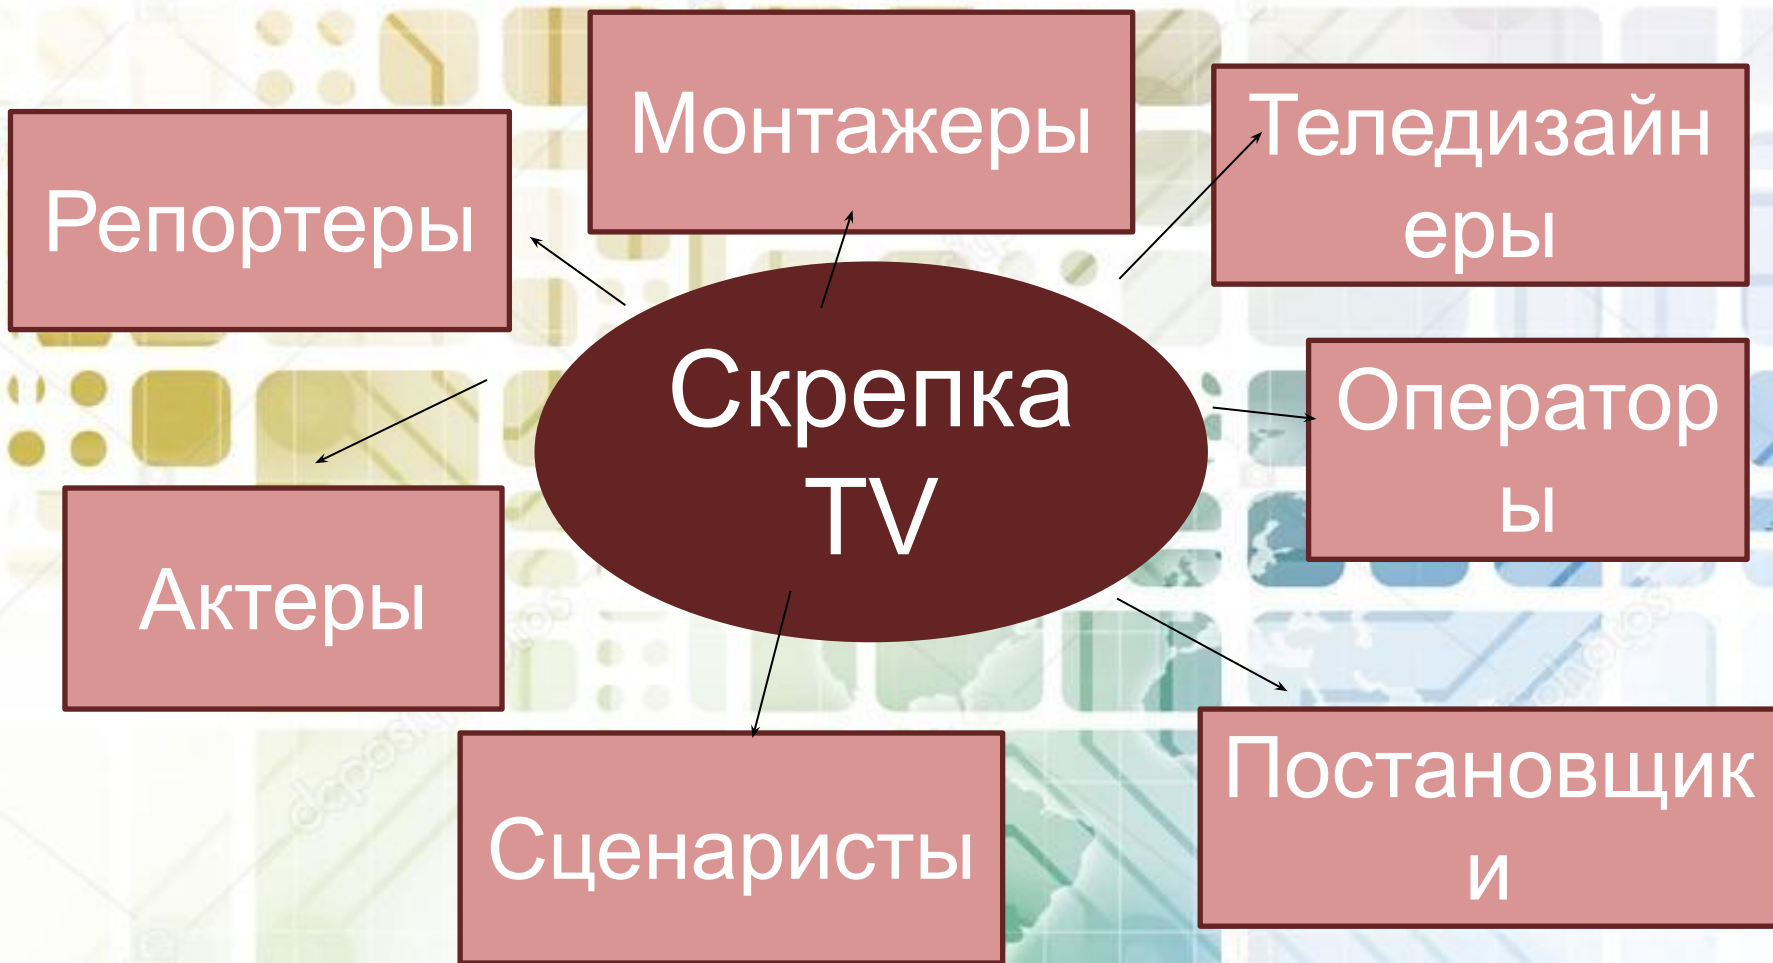 Монтажеры
Теледизайн
еры
Репортеры
Скрепка
TV
Оператор
ы
Актеры
Сценаристы
Постановщик
и